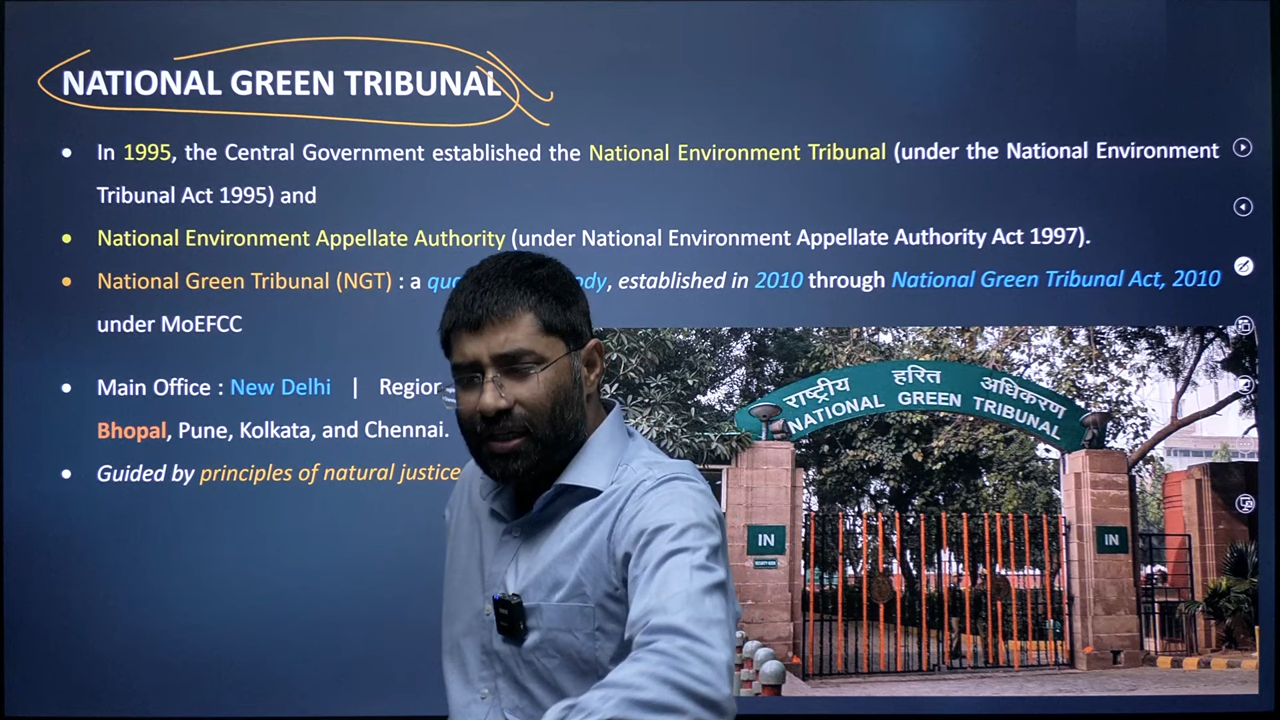 NATIONAL GREEN TRIBUNAL
• In 1995, the Central Government established the National Environment Tribunal (under the National Environment
Tribunal Act 1995) and
• National Environment Appellate Authority (under National Environment Appellate Authority Act 1997).
• National Green Tribunal (NGT) : a , established in 2010 through National Green Tribunal Act, 2010
under MoEFCC
• Main Office : New Delhi |
Bhopal, Pune, Kolkata, and Chennai.
• Guided by principles of natural justice
राष्ट्रीय हरित अधिकरण
NATIONAL GREEN TRIBUNAL
IN
IN